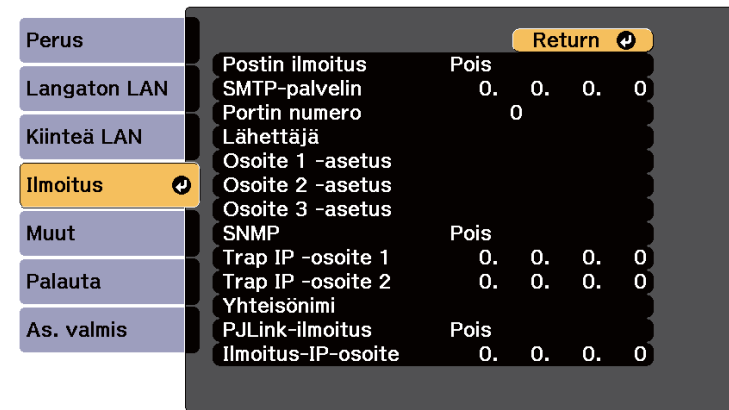 Perus
Langaton LAN
Kiinteä LAN
Ilmoitus
Muut
Palauta
As. valmis
Return
Postin ilmoitus Pois
SMTP-palvelin 0. 0. 0. 0
Portin numero 0
Lähettäjä
Osoite 1 -asetus
Osoite 2 -asetus
Osoite 3 -asetus
SNMP Pois
Trap IP -osoite 1 0. 0. 0. 0
Trap IP -osoite 2 0. 0. 0. 0
Yhteisönimi
PJLink-ilmoitus Pois
Ilmoitus-IP-osoite 0. 0. 0. 0